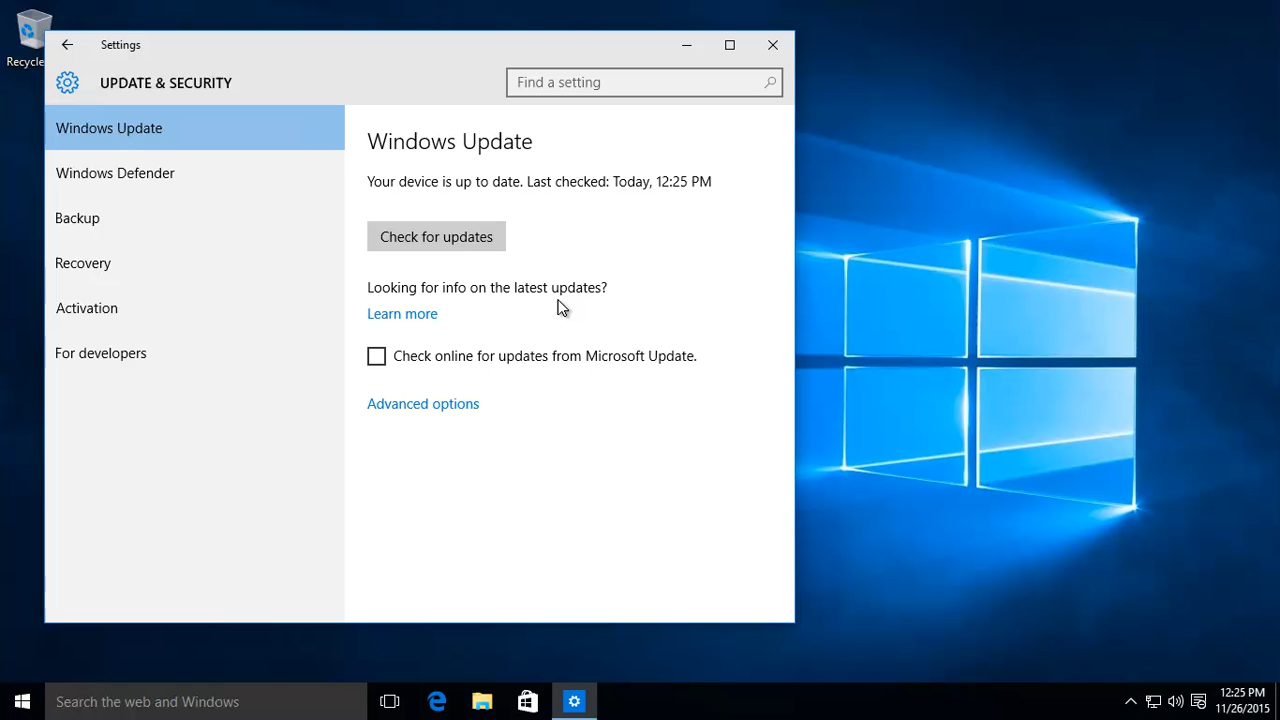 Recycle
Settings
UPDATE & SECURITY
Find a setting
Windows Update
Windows Defender
Backup
Recovery
Activation
For developers
Windows Update
Your device is up to date. Last checked: Today, 12:25 PM
Check for updates
Looking for info on the latest updates?
Learn more
Check online for updates from Microsoft Update.
Advanced options
Search the web and Windows
12:25 PM
11/26/2015